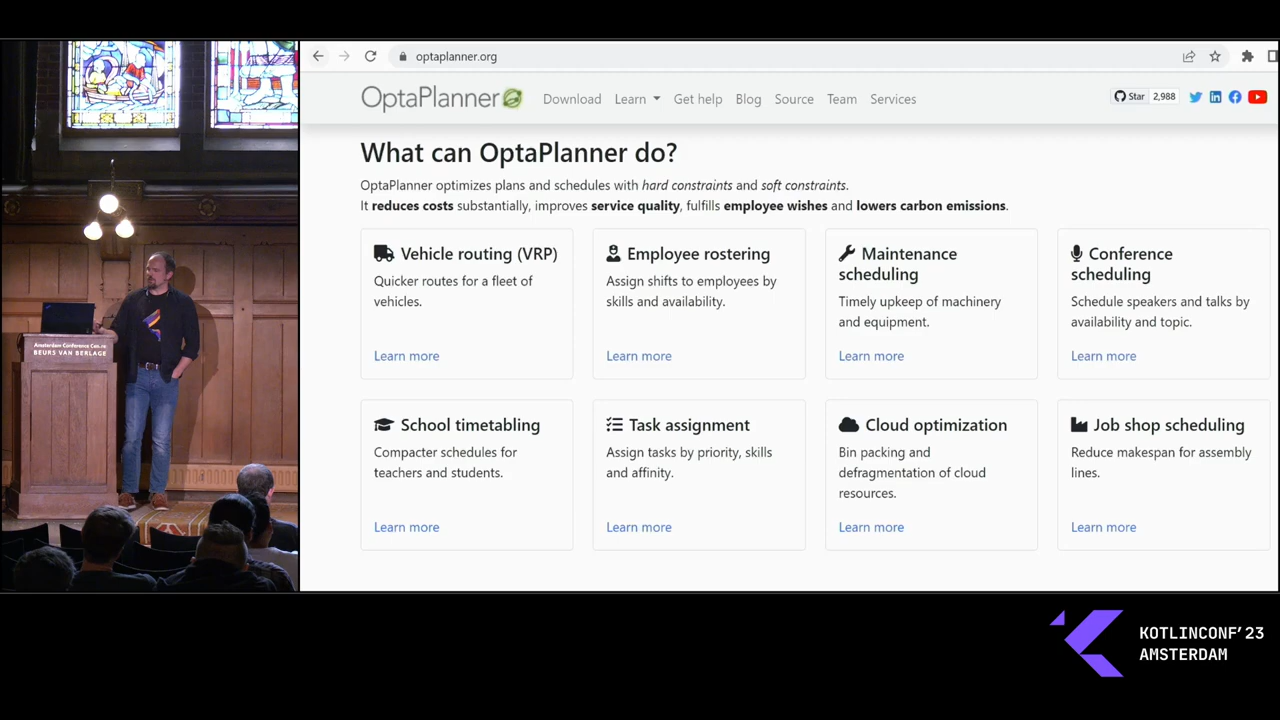 optaplanner.org
OptaPlanner
Download Learn Get help Blog Source Team Services
Star 2,988
What can OptaPlanner do?
OptaPlanner optimizes plans and schedules with hard constraints and soft constraints.
It reduces costs substantially, improves service quality, fulfills employee wishes and lowers carbon emissions.
Vehicle routing (VRP)
Quicker routes for a fleet of
vehicles.
Learn more
Employee rostering
Assign shifts to employees by
skills and availability.
Learn more
Maintenance
scheduling
Timely upkeep of machinery
and equipment.
Learn more
Conference
scheduling
Schedule speakers and talks by
availability and topic.
Learn more
School timetabling
Compacter schedules for
teachers and students.
Learn more
Task assignment
Assign tasks by priority, skills
and affinity.
Learn more
Cloud optimization
Bin packing and
defragmentation of cloud
resources.
Learn more
Job shop scheduling
Reduce makespan for assembly
lines.
Learn more
Amsterdam Conference
BEURS VAN BERLAGE
KOTLINCONF'23
AMSTERDAM